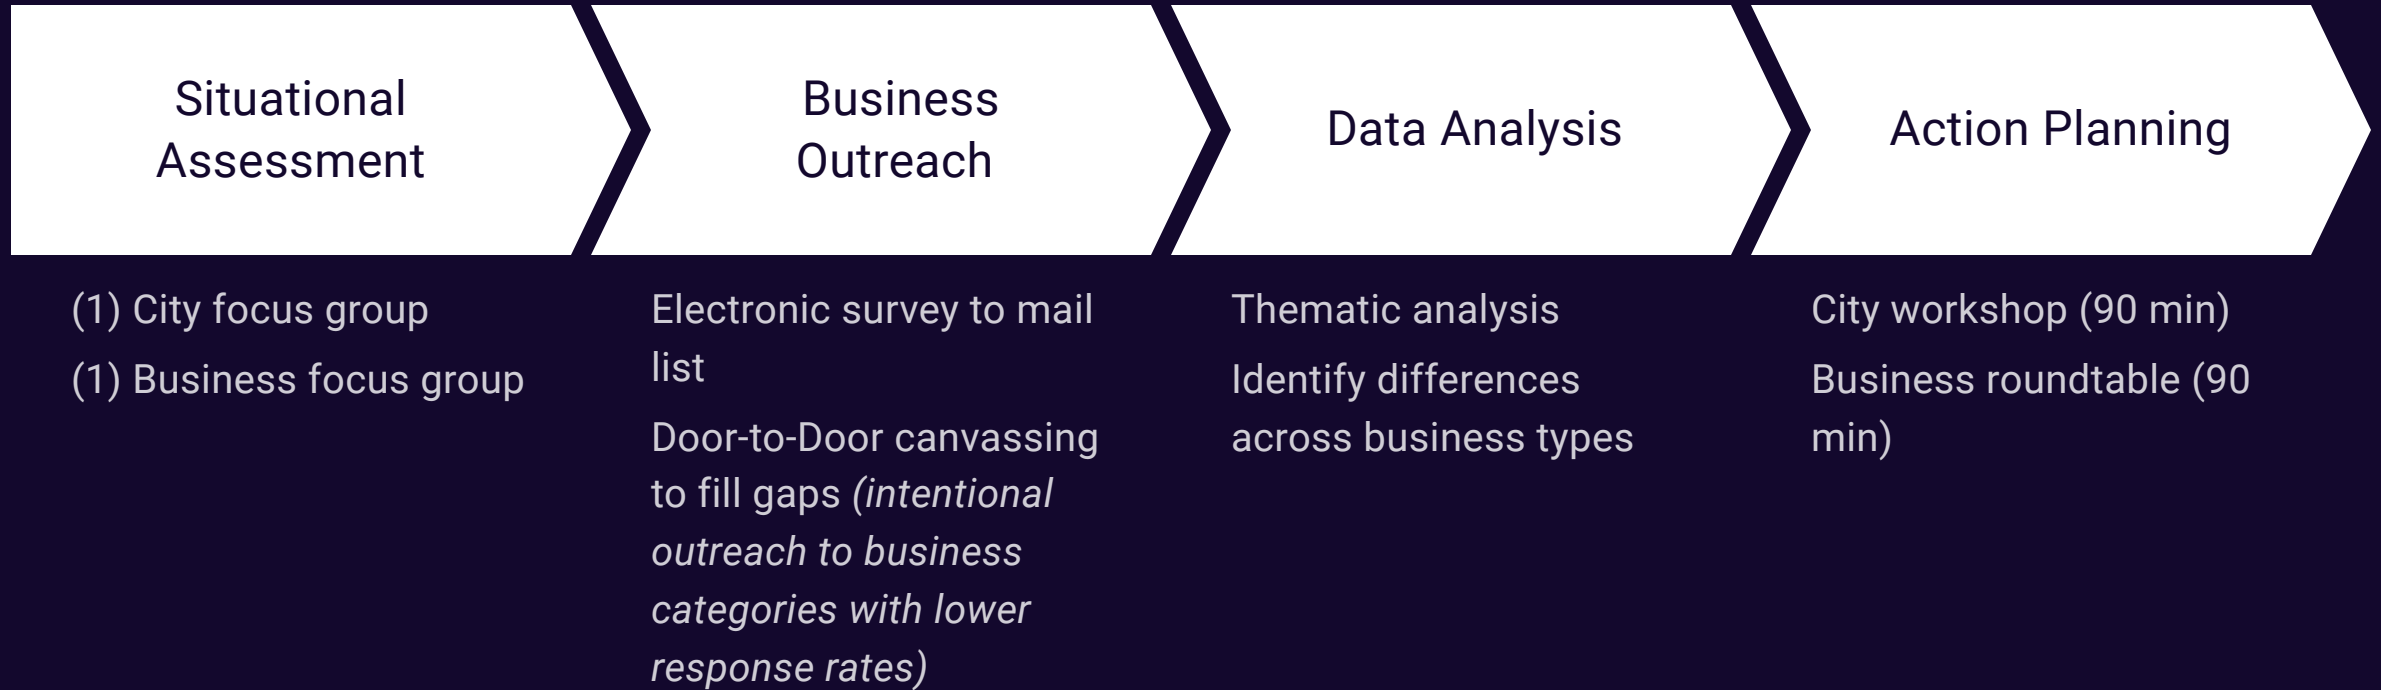 Situational
Assessment
Business
Outreach
Data Analysis
Action Planning
(1) City focus group
(1) Business focus group
Electronic survey to mail
list
Door-to-Door canvassing
to fill gaps (intentional
outreach to business
categories with lower
response rates)
Thematic analysis
Identify differences
across business types
City workshop (90 min)
Business roundtable (90
min)